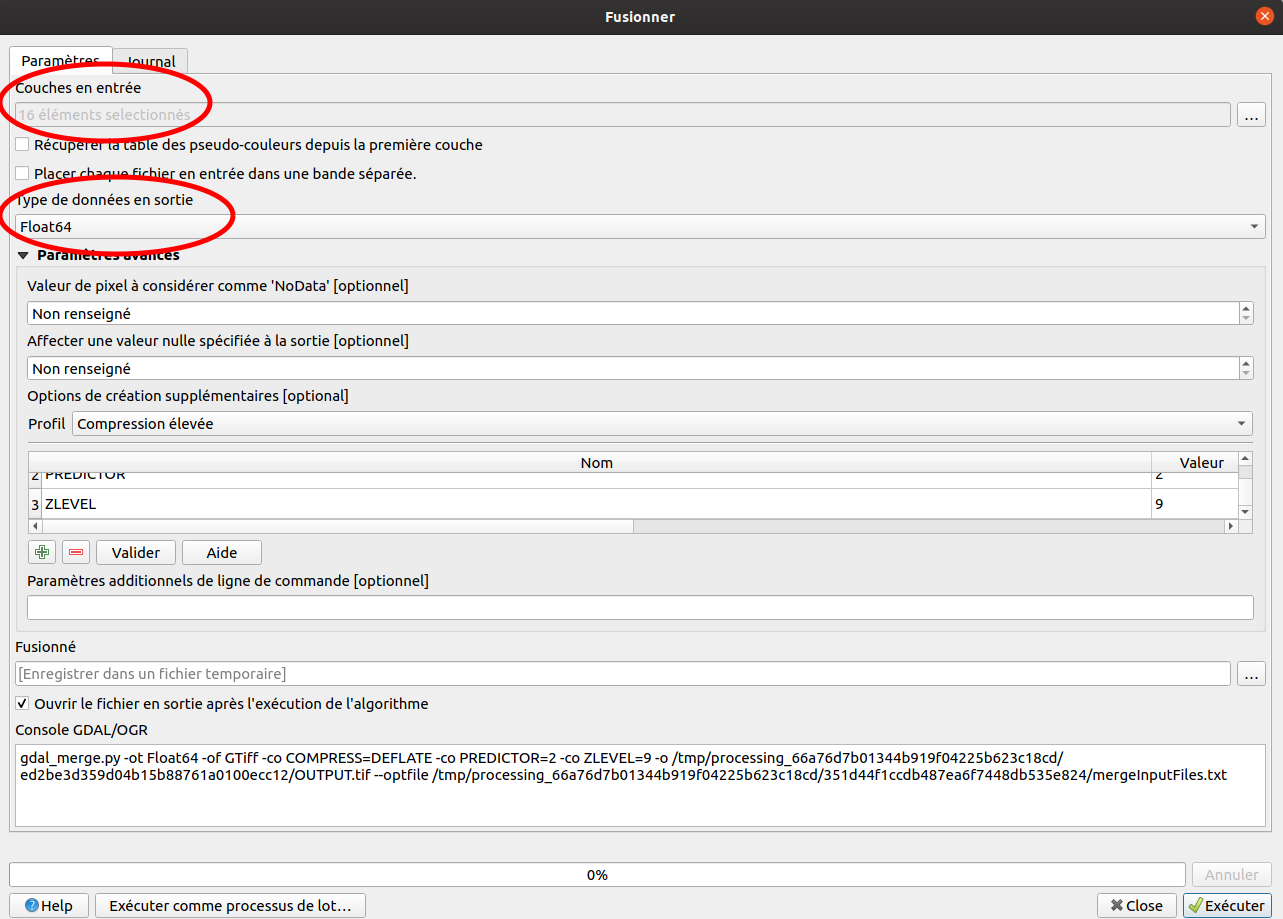 Fusionner
Paramètres
Journal
Couches en entrée
16 éléments selectionnés
...
Récupérer la table des pseudo-couleurs depuis la première couche
Placer chaque fichier en entrée dans une bande séparée.
Type de données en sortie
Float64
Paramètres avancés
Valeur de pixel à considérer comme 'NoData' [optionnel]
Non renseigné
Affecter une valeur nulle spécifiée à la sortie [optionnel]
Non renseigné
Options de création supplémentaires [optional]
Profil Compression élevée
Nom Valeur
2 PREDICTOR 2
3 ZLEVEL 9
Valider Aide
Paramètres additionnels de ligne de commande [optionnel]
Fusionné
[Enregistrer dans un fichier temporaire]
...
Ouvrir le fichier en sortie après l'exécution de l'algorithme
Console GDAL/OGR
gdal_merge.py -ot Float64 -of GTiff -co COMPRESS=DEFLATE -co PREDICTOR=2 -co ZLEVEL=9 -o /tmp/processing_66a76d7b01344b919f04225b623c18cd/
ed2be3d359d04b15b88761a0100ecc12/OUTPUT.tif --optfile /tmp/processing_66a76d7b01344b919f04225b623c18cd/351d44f1ccdb487ea6f7448db535e824/mergeInputFiles.txt
0%
Annuler
Help Exécuter comme processus de lot... Close Exécuter